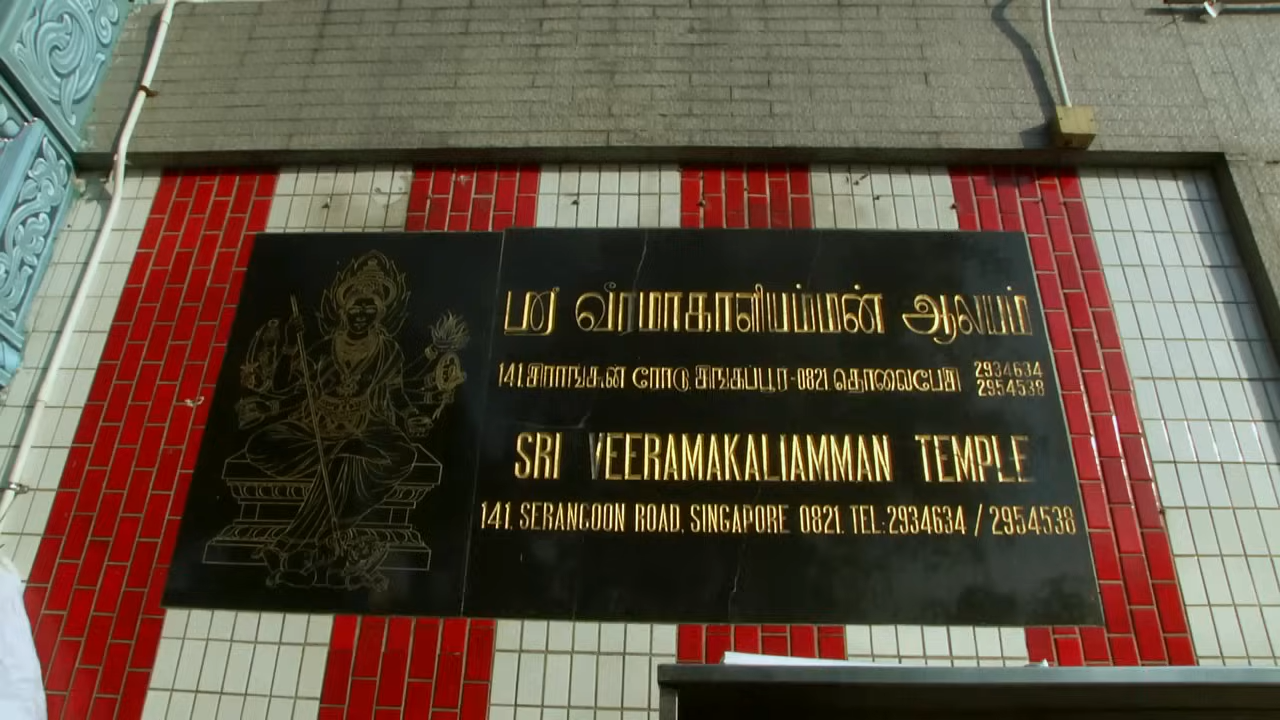 ஸ்ரீ வீரமாகாளியம்மன் ஆலயம்
141 சிராங்கூன் ரோடு, சிங்கப்பூர் - 0821 தொலைபேசி 2934634
2954538
SRI VEERAMAKALIAMMAN TEMPLE
141, SERANGOON ROAD, SINGAPORE 0821. TEL: 2934634 / 2954538